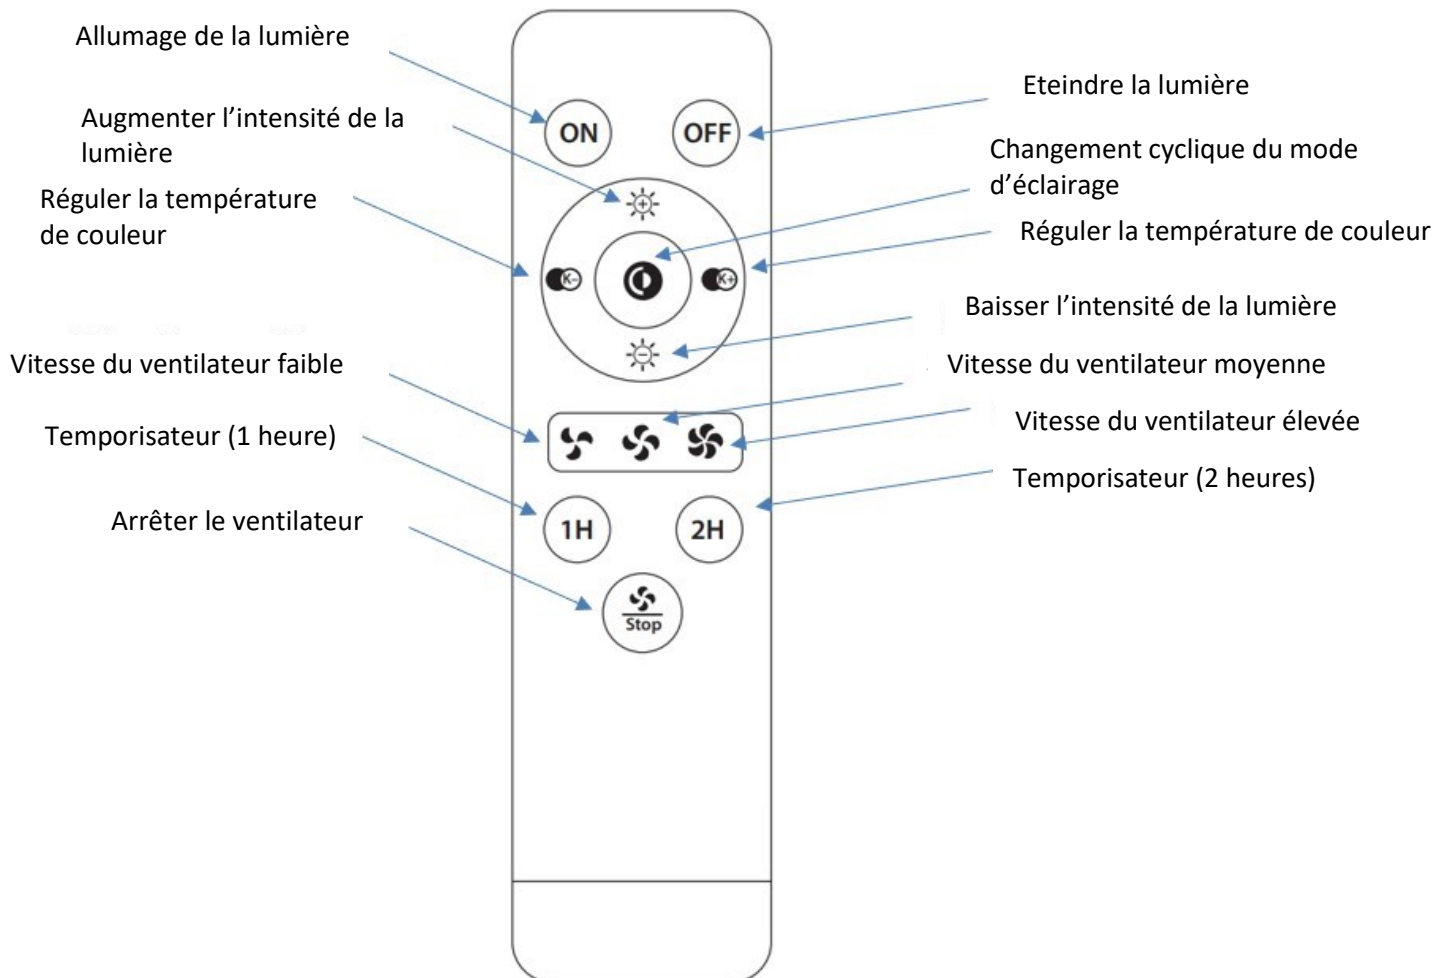 Allumage de la lumière
Eteindre la lumière
ON
OFF
Augmenter l’intensité de la
lumière
Changement cyclique du mode
d’éclairage
Réguler la température
de couleur
Réguler la température de couleur
K-
K+
Baisser l’intensité de la lumière
Vitesse du ventilateur faible
Vitesse du ventilateur moyenne
Vitesse du ventilateur élevée
Temporisateur (1 heure)
Temporisateur (2 heures)
1H
2H
Arrêter le ventilateur
Stop